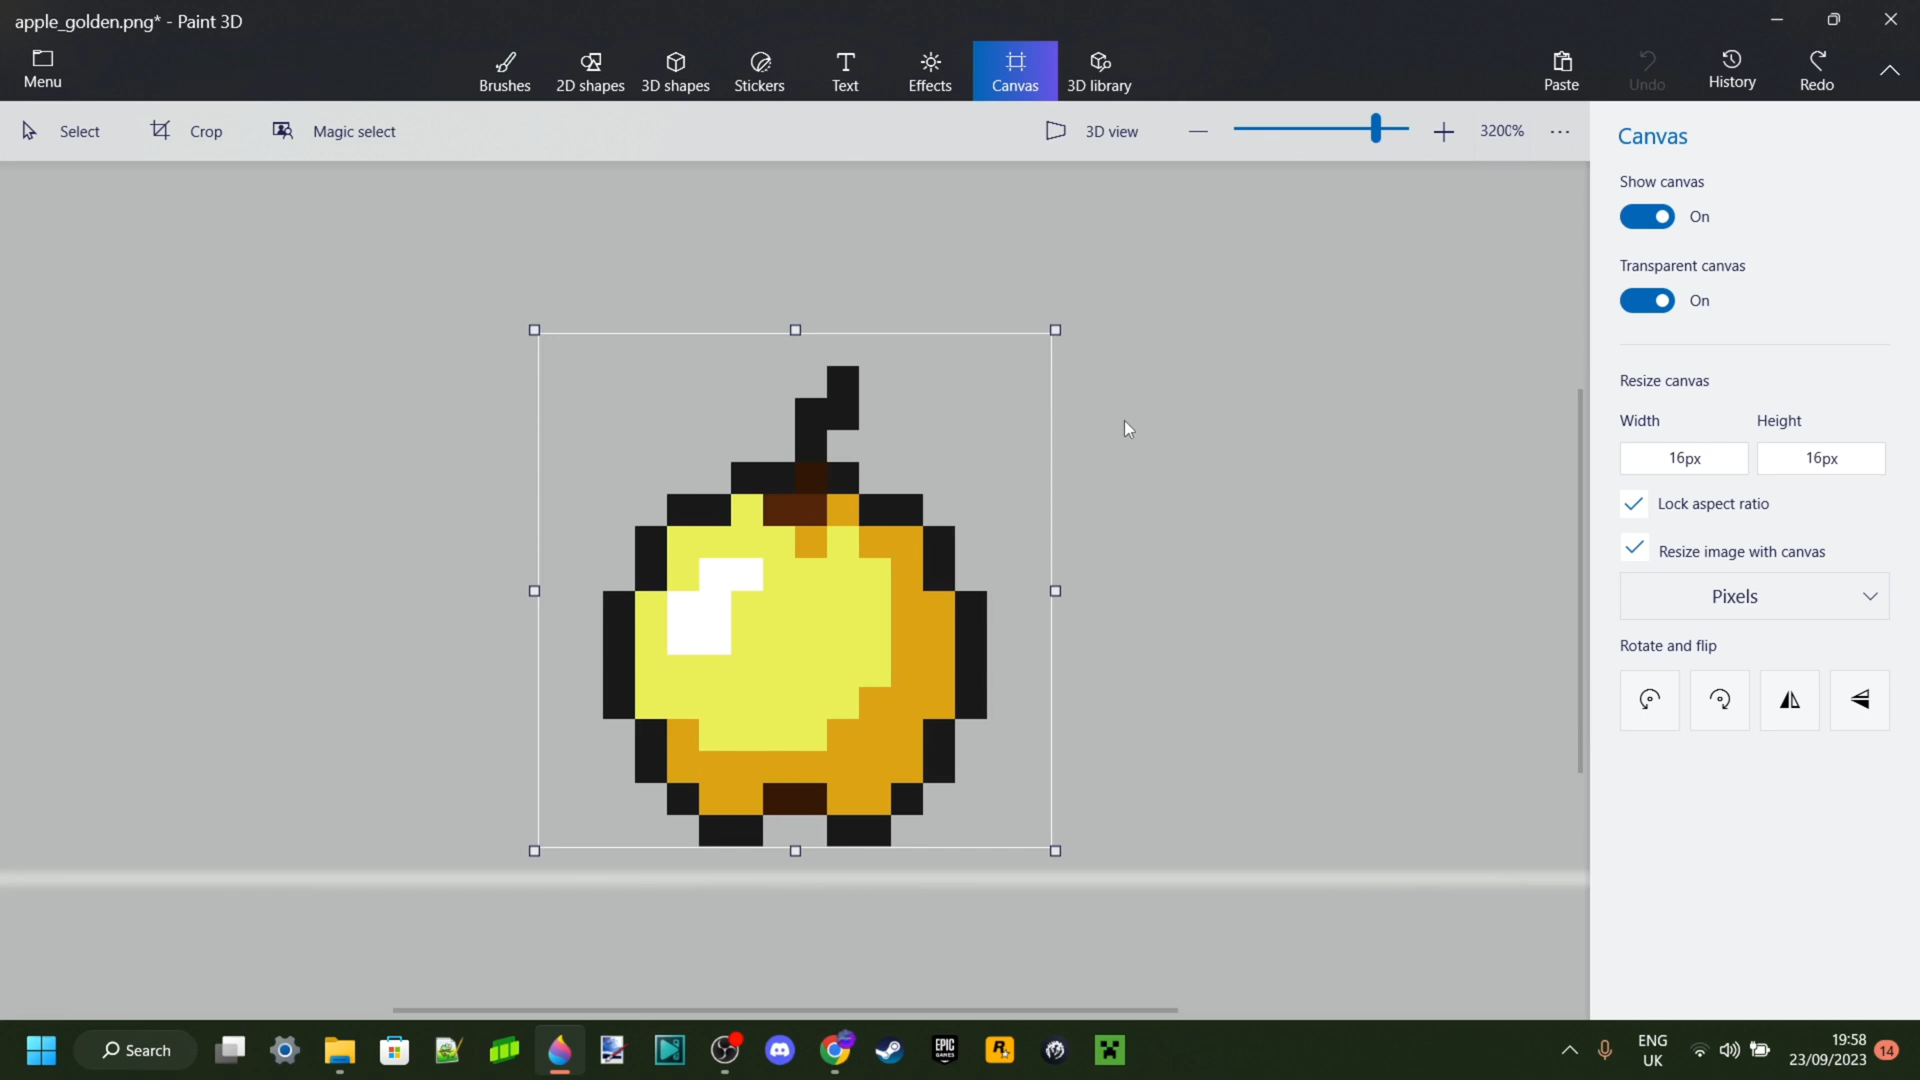 apple_golden.png* - Paint 3D
Menu
Brushes 2D shapes 3D shapes Stickers Text Effects Canvas 3D library
Paste Undo History Redo
Select Crop Magic select
3D view 3200%
Canvas
Show canvas
On
Transparent canvas
On
Resize canvas
Width Height
16px 16px
Lock aspect ratio
Resize image with canvas
Pixels
Rotate and flip
Search
EPIC GAMES
R
ENG
UK
19:58
23/09/2023
14